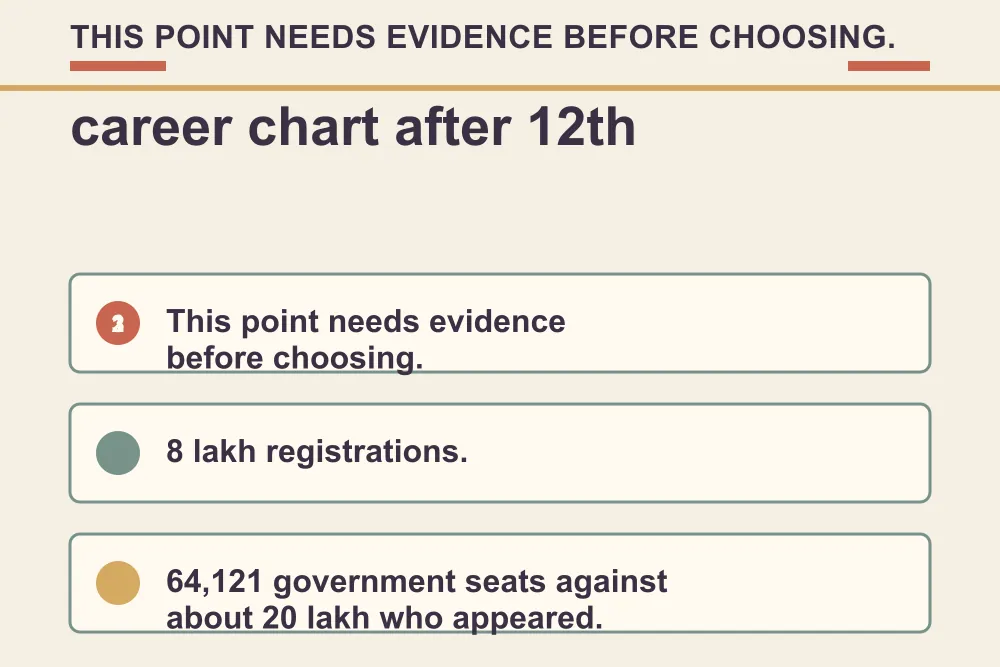 THIS POINT NEEDS EVIDENCE BEFORE CHOOSING.
career chart after 12th
This point needs evidence
before choosing.
8 lakh registrations.
64,121 government seats against
about 20 lakh who appeared.